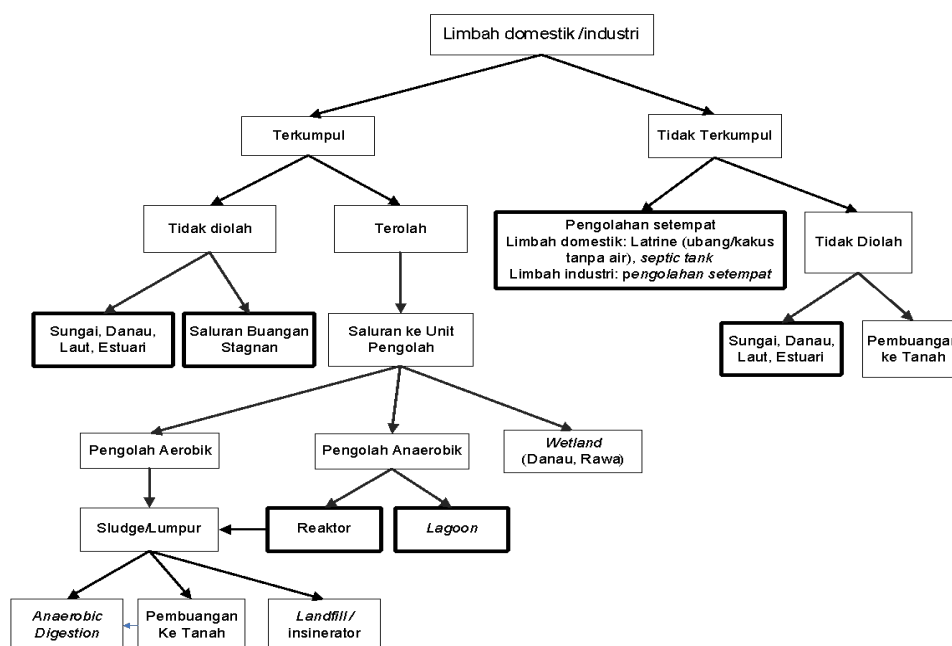 Limbah domestik /industri
Terkumpul
Tidak Terkumpul
Tidak diolah
Terolah
Pengolahan setempat
Limbah domestik: Latrine (ubang/kakus
tanpa air), septic tank
Limbah industri: pengolahan setempat
Tidak Diolah
Sungai, Danau,
Laut, Estuari
Saluran Buangan
Stagnan
Saluran ke Unit
Pengolah
Sungai, Danau,
Laut, Estuari
Pembuangan
ke Tanah
Pengolah Aerobik
Pengolah Anaerobik
Wetland
(Danau, Rawa)
Sludge/Lumpur
Reaktor
Lagoon
Anaerobic
Digestion
Pembuangan
Ke Tanah
Landfill/
insinerator